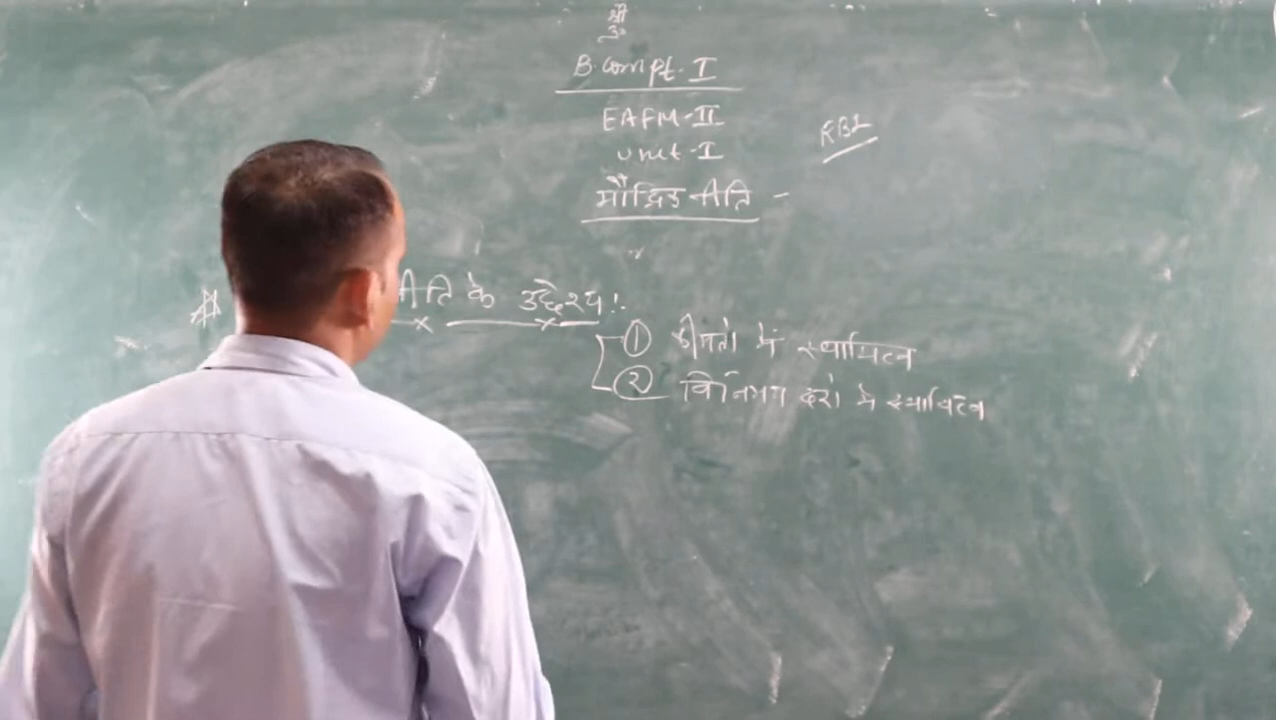 श्री
ॐ
B.Com pt. I
EAFM-II
Unit-I
RBI
मौद्रिक नीति -
नीति के उद्देश्य :-
① कीमतों में स्थायित्व
② विनिमय दरों में स्थायित्व